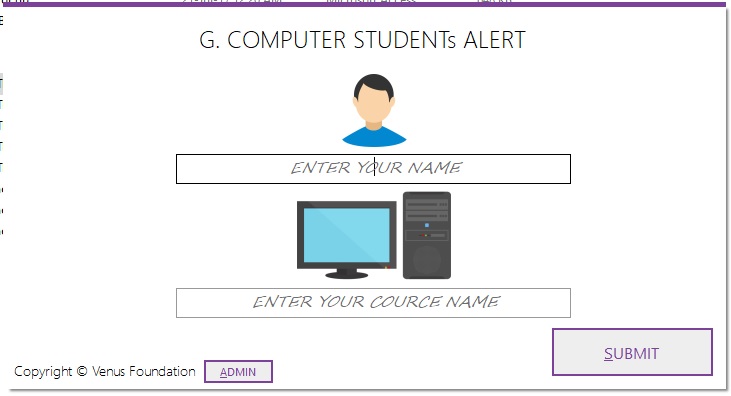 G. COMPUTER STUDENTs ALERT
ENTER YOUR NAME
ENTER YOUR COURCE NAME
SUBMIT
Copyright © Venus Foundation ADMIN